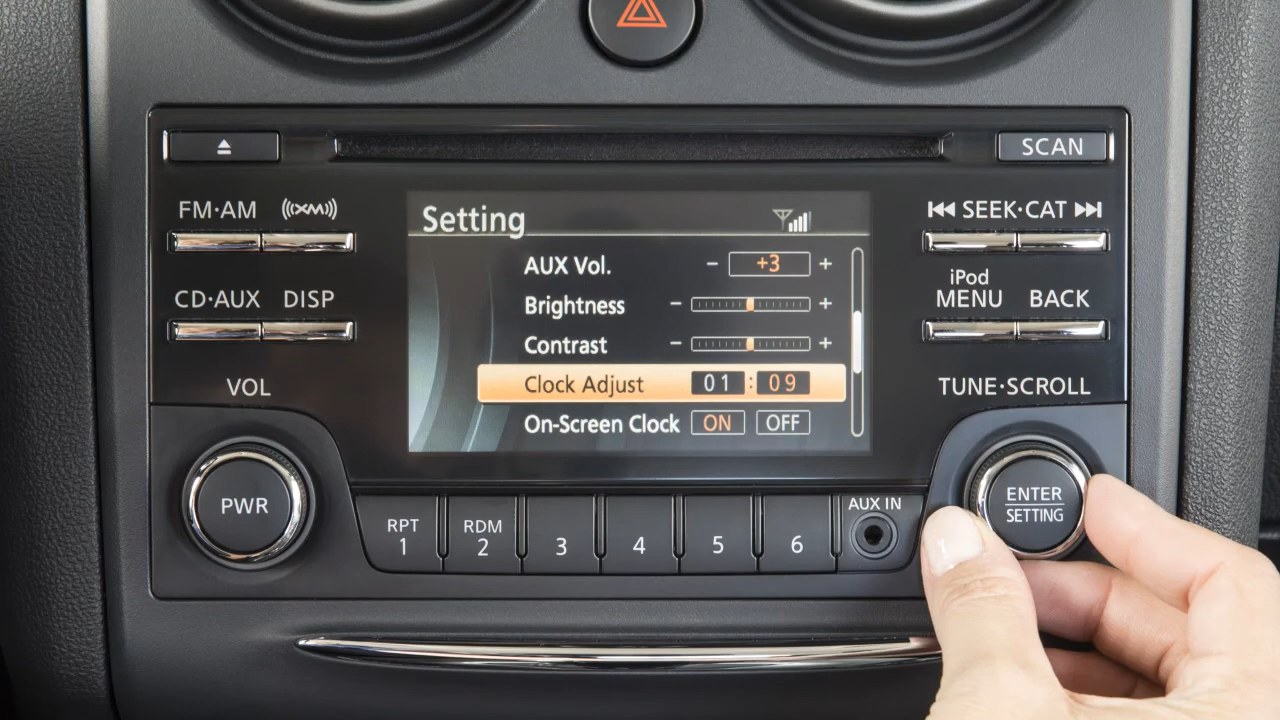 SCAN
FM·AM
((XM))
SEEK·CAT
CD·AUX
DISP
iPod
MENU
BACK
VOL
TUNE·SCROLL
Setting
AUX Vol. - +3 +
Brightness - +
Contrast - +
Clock Adjust 01:09
On-Screen Clock ON OFF
PWR
ENTER
SETTING
RPT
1
RDM
2
3
4
5
6
AUX IN